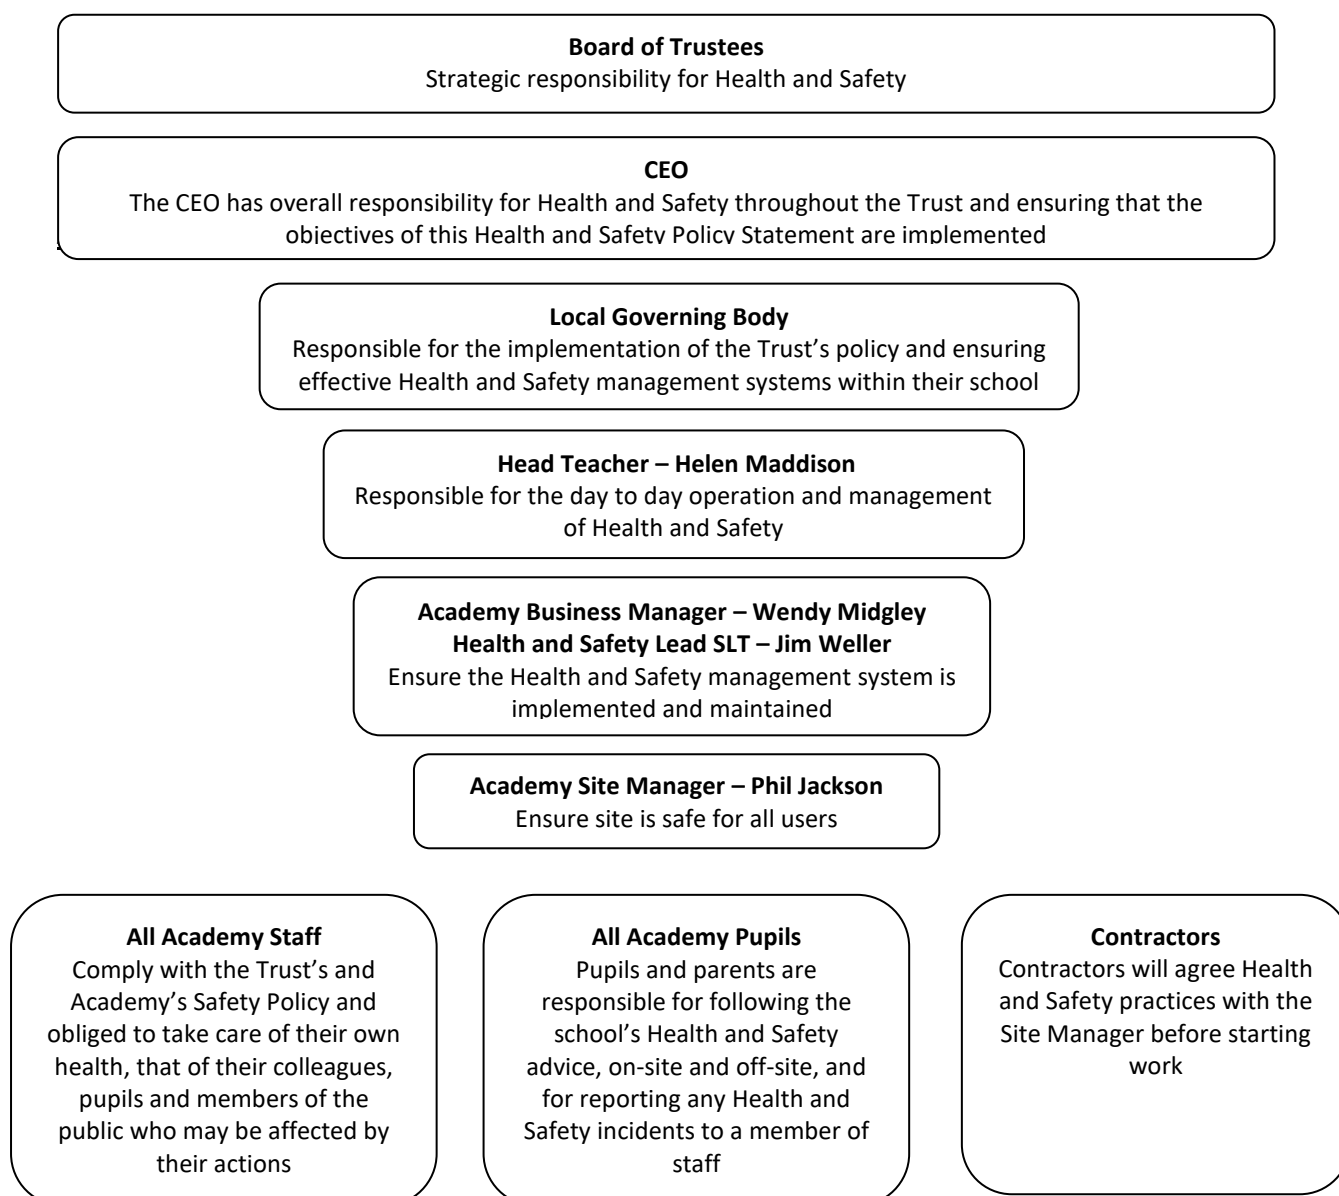 Board of Trustees
Strategic responsibility for Health and Safety
CEO
The CEO has overall responsibility for Health and Safety throughout the Trust and ensuring that the
objectives of this Health and Safety Policy Statement are implemented
Local Governing Body
Responsible for the implementation of the Trust’s policy and ensuring
effective Health and Safety management systems within their school
Head Teacher – Helen Maddison
Responsible for the day to day operation and management
of Health and Safety
Academy Business Manager – Wendy Midgley
Health and Safety Lead SLT – Jim Weller
Ensure the Health and Safety management system is
implemented and maintained
Academy Site Manager – Phil Jackson
Ensure site is safe for all users
All Academy Staff
Comply with the Trust’s and
Academy’s Safety Policy and
obliged to take care of their own
health, that of their colleagues,
pupils and members of the
public who may be affected by
their actions
All Academy Pupils
Pupils and parents are
responsible for following the
school’s Health and Safety
advice, on-site and off-site, and
for reporting any Health and
Safety incidents to a member of
staff
Contractors
Contractors will agree Health
and Safety practices with the
Site Manager before starting
work